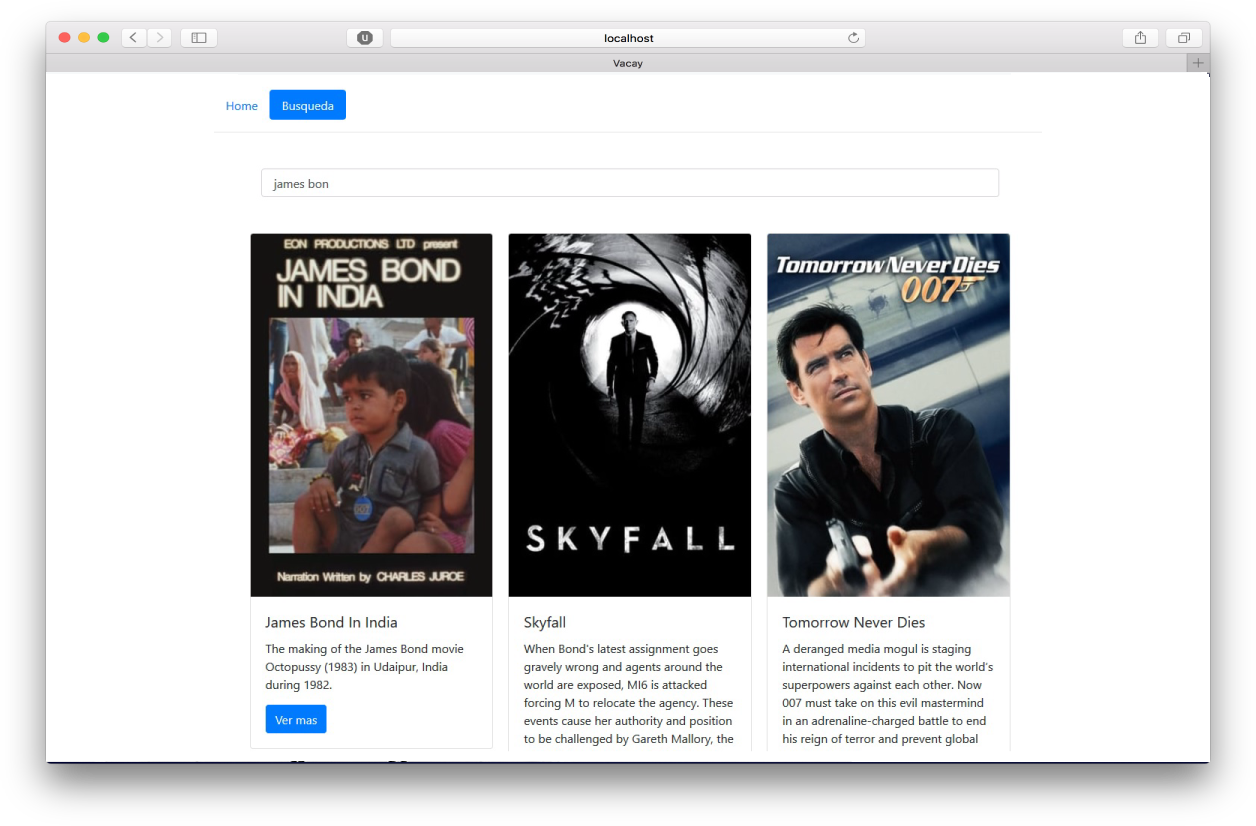 U
localhost
Vacay
Home
Busqueda
james bon
EON PRODUCTIONS LTD present
JAMES BOND
IN INDIA
007
Narration Written by CHARLES JUROE
SKYFALL
Tomorrow Never Dies
007
James Bond In India
The making of the James Bond movie
Octopussy (1983) in Udaipur, India
during 1982.
Ver mas
Skyfall
When Bond's latest assignment goes
gravely wrong and agents around the
world are exposed, MI6 is attacked
forcing M to relocate the agency. These
events cause her authority and position
to be challenged by Gareth Mallory, the
Tomorrow Never Dies
A deranged media mogul is staging
international incidents to pit the world's
superpowers against each other. Now
007 must take on this evil mastermind
in an adrenaline-charged battle to end
his reign of terror and prevent global